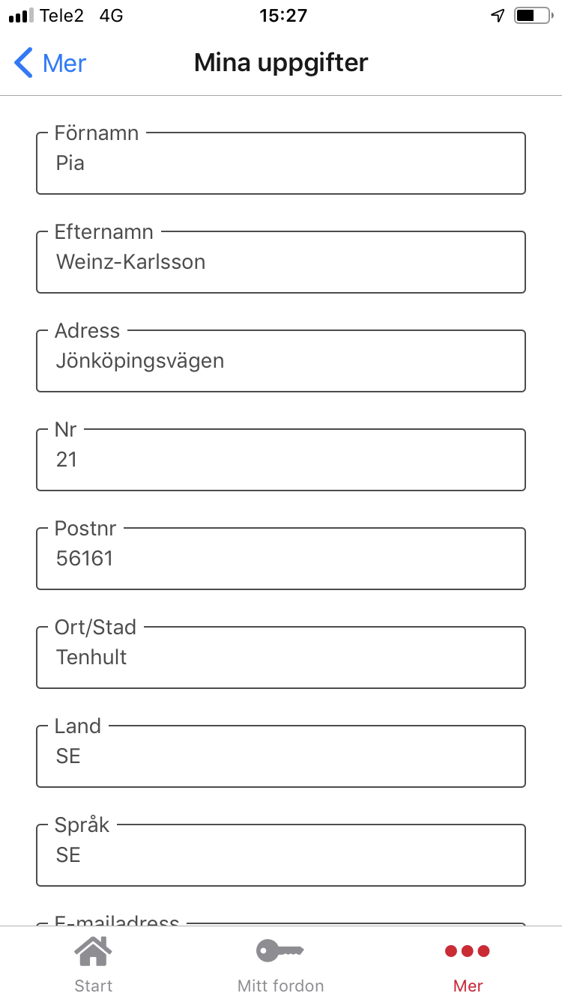 Tele2 4G 15:27
Mer Mina uppgifter
Förnamn
Pia
Efternamn
Weinz-Karlsson
Adress
Jönköpingsvägen
Nr
21
Postnr
56161
Ort/Stad
Tenhult
Land
SE
Språk
SE
E-mailadress
Start Mitt fordon Mer